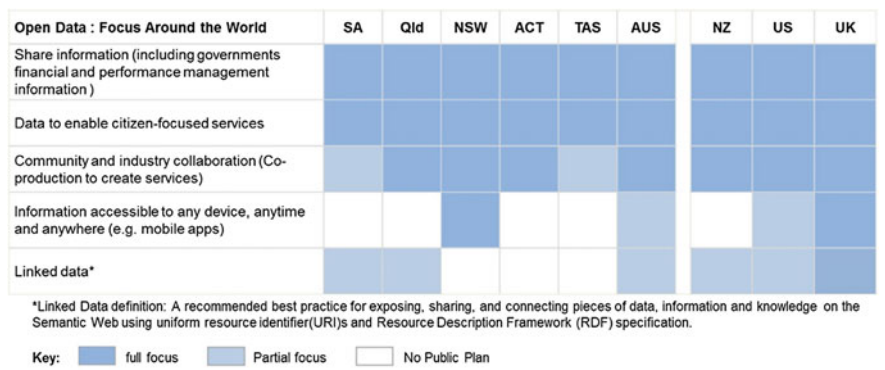 Open Data : Focus Around the World SA Qld NSW ACT TAS AUS NZ US UK
Share information (including governments
financial and performance management
information )
Data to enable citizen-focused services
Community and industry collaboration (Co-
production to create services)
Information accessible to any device, anytime
and anywhere (e.g. mobile apps)
Linked data*
*Linked Data definition: A recommended best practice for exposing, sharing, and connecting pieces of data, information and knowledge on the
Semantic Web using uniform resource identifier(URI)s and Resource Description Framework (RDF) specification.
Key: full focus Partial focus No Public Plan